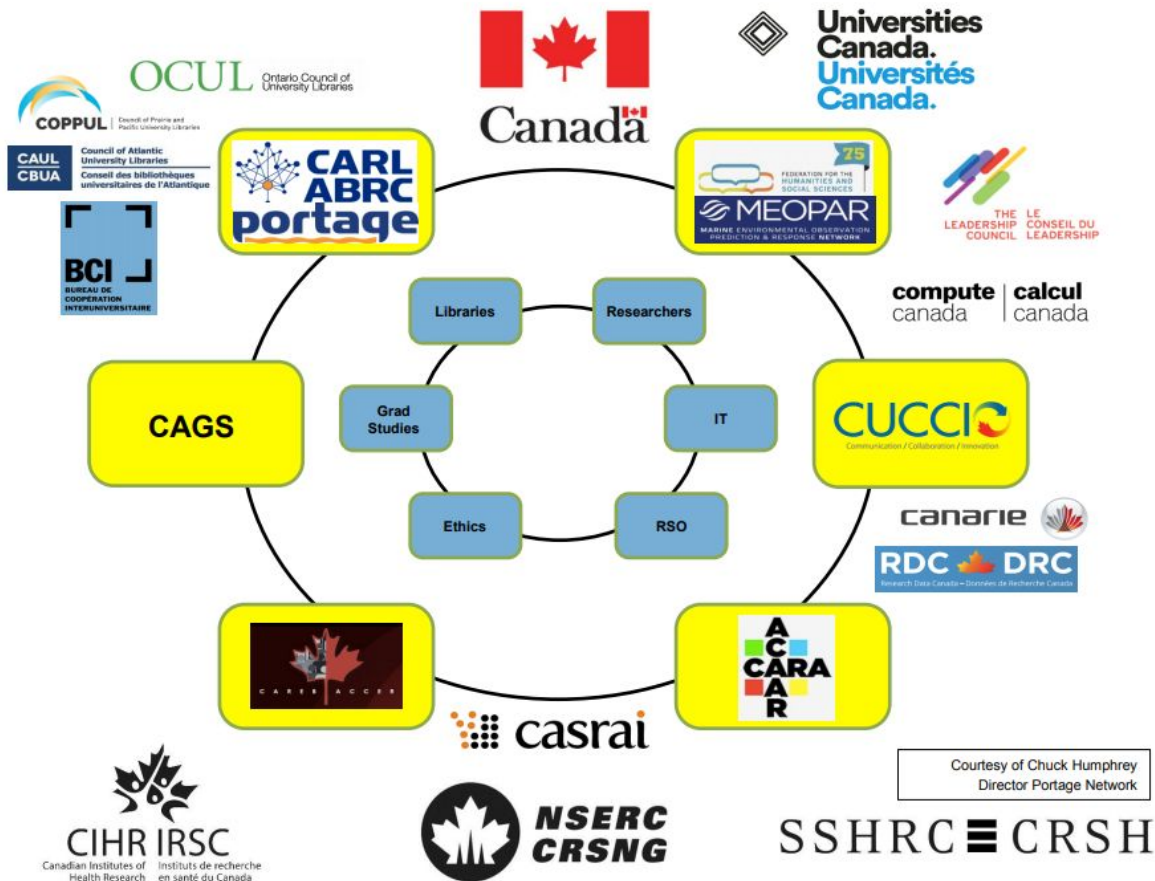 Canada
Universities
Canada.
Universités
Canada.
OCUL
Ontario Council of
University Libraries
COPPUL
Council of Prairie and
Pacific University Libraries
CAUL
CBUA
Council of Atlantic
University Libraries
Conseil des bibliothèques
universitaires de l'Atlantique
BCI
BUREAU DE
COOPÉRATION
INTERUNIVERSITAIRE
CARL
ABRC
portage
75
FEDERATION FOR THE
HUMANITIES AND
SOCIAL SCIENCES
MEOPAR
MARINE ENVIRONMENTAL OBSERVATION
PREDICTION & RESPONSE NETWORK
THE LE
LEADERSHIP CONSEIL DU
COUNCIL LEADERSHIP
compute calcul
canada canada
Libraries
Researchers
CAGS
Grad
Studies
IT
CUCCIO
Communication / Collaboration / Innovation
Ethics
RSO
canarie
RDC DRC
Research Data Canada – Données de Recherche Canada
CAREB ACCER
ACCAAR
CARA
casrai
Courtesy of Chuck Humphrey
Director Portage Network
CIHR IRSC
Canadian Institutes of Instituts de recherche
Health Research en santé du Canada
NSERC
CRSNG
SSHRC CRSH